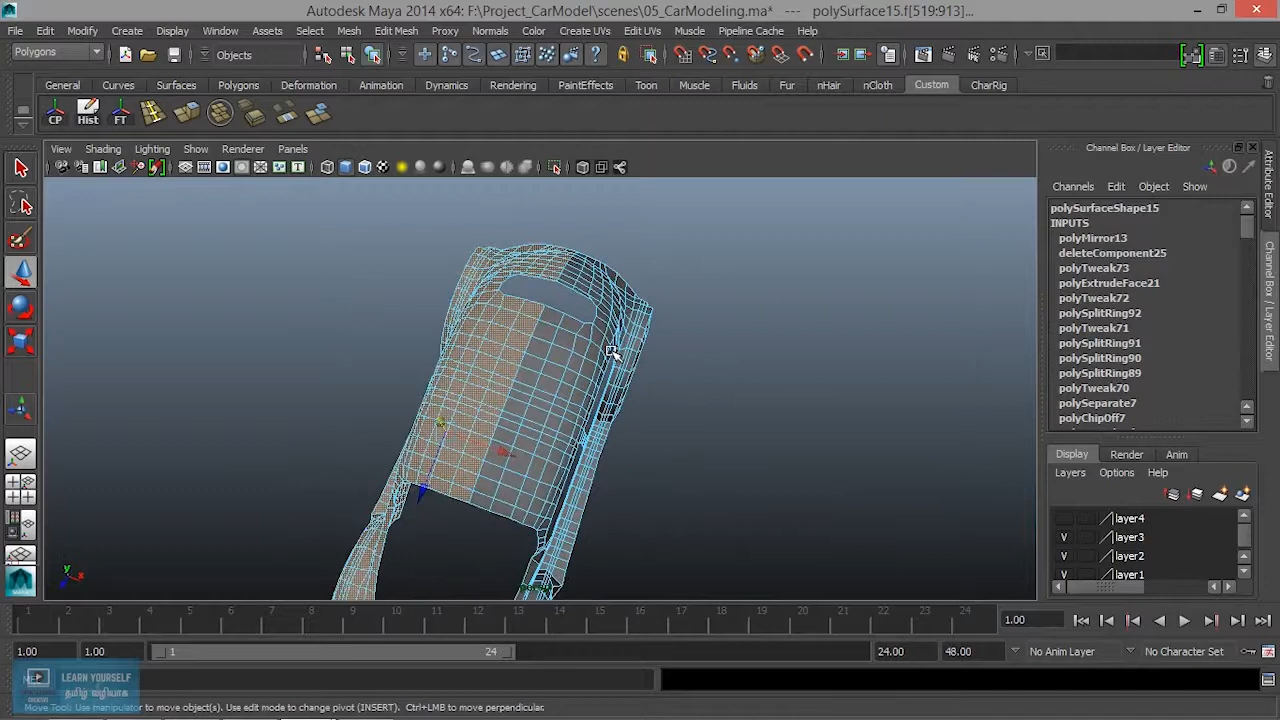 Autodesk Maya 2014 x64: F:\Project_CarModel\scenes\05_CarModeling.ma* --- polySurface15.f[519:913]...
File Edit Modify Create Display Window Assets Select Mesh Edit Mesh Proxy Normals Color Create UVs Edit UVs Muscle Pipeline Cache Help
Polygons Objects
General Curves Surfaces Polygons Deformation Animation Dynamics Rendering PaintEffects Toon Muscle Fluids Fur nHair nCloth Custom CharRig
CP Hist FT
View Shading Lighting Show Renderer Panels
Channel Box / Layer Editor
Channels Edit Object Show
polySurfaceShape15
INPUTS
polyMirror13
deleteComponent25
polyTweak73
polyExtrudeFace21
polyTweak72
polySplitRing92
polyTweak71
polySplitRing91
polySplitRing90
polySplitRing89
polyTweak70
polySeparate7
polyChipOff7
Attribute Editor
Channel Box / Layer Editor
Display Render Anim
Layers Options Help
layer4
V layer3
V layer2
V layer1
y x
1 2 3 4 5 6 7 8 9 10 11 12 13 14 15 16 17 18 19 20 21 22 23 24
1.00
1.00 1.00 1 24 24.00 48.00 No Anim Layer No Character Set
LEARN YOURSELF
தமிழ் வழியாக
Move Tool: Use manipulator to move object(s). Use edit mode to change pivot (INSERT). Ctrl+LMB to move perpendicular.